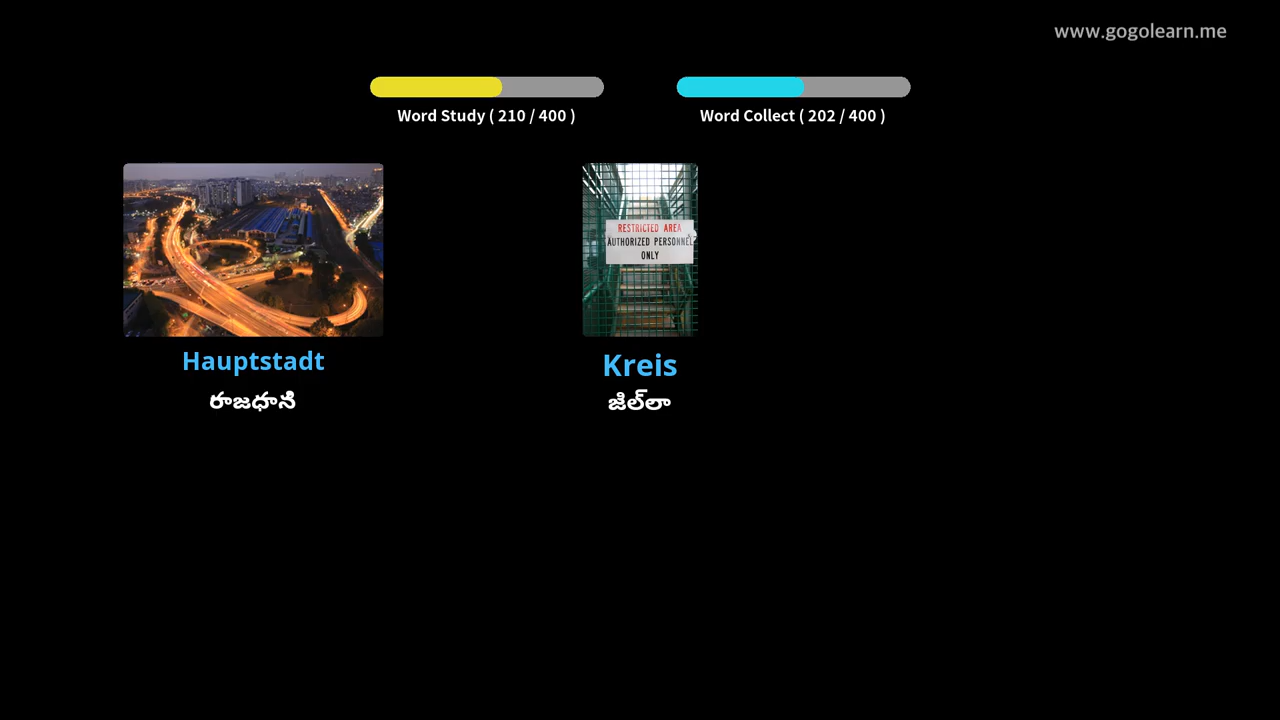 www.gogolearn.me
Word Study ( 210 / 400 )
Word Collect ( 202 / 400 )
RESTRICTED AREA
AUTHORIZED PERSONNEL
ONLY
Hauptstadt
Kreis
రాజధాని
జిల్‌లా